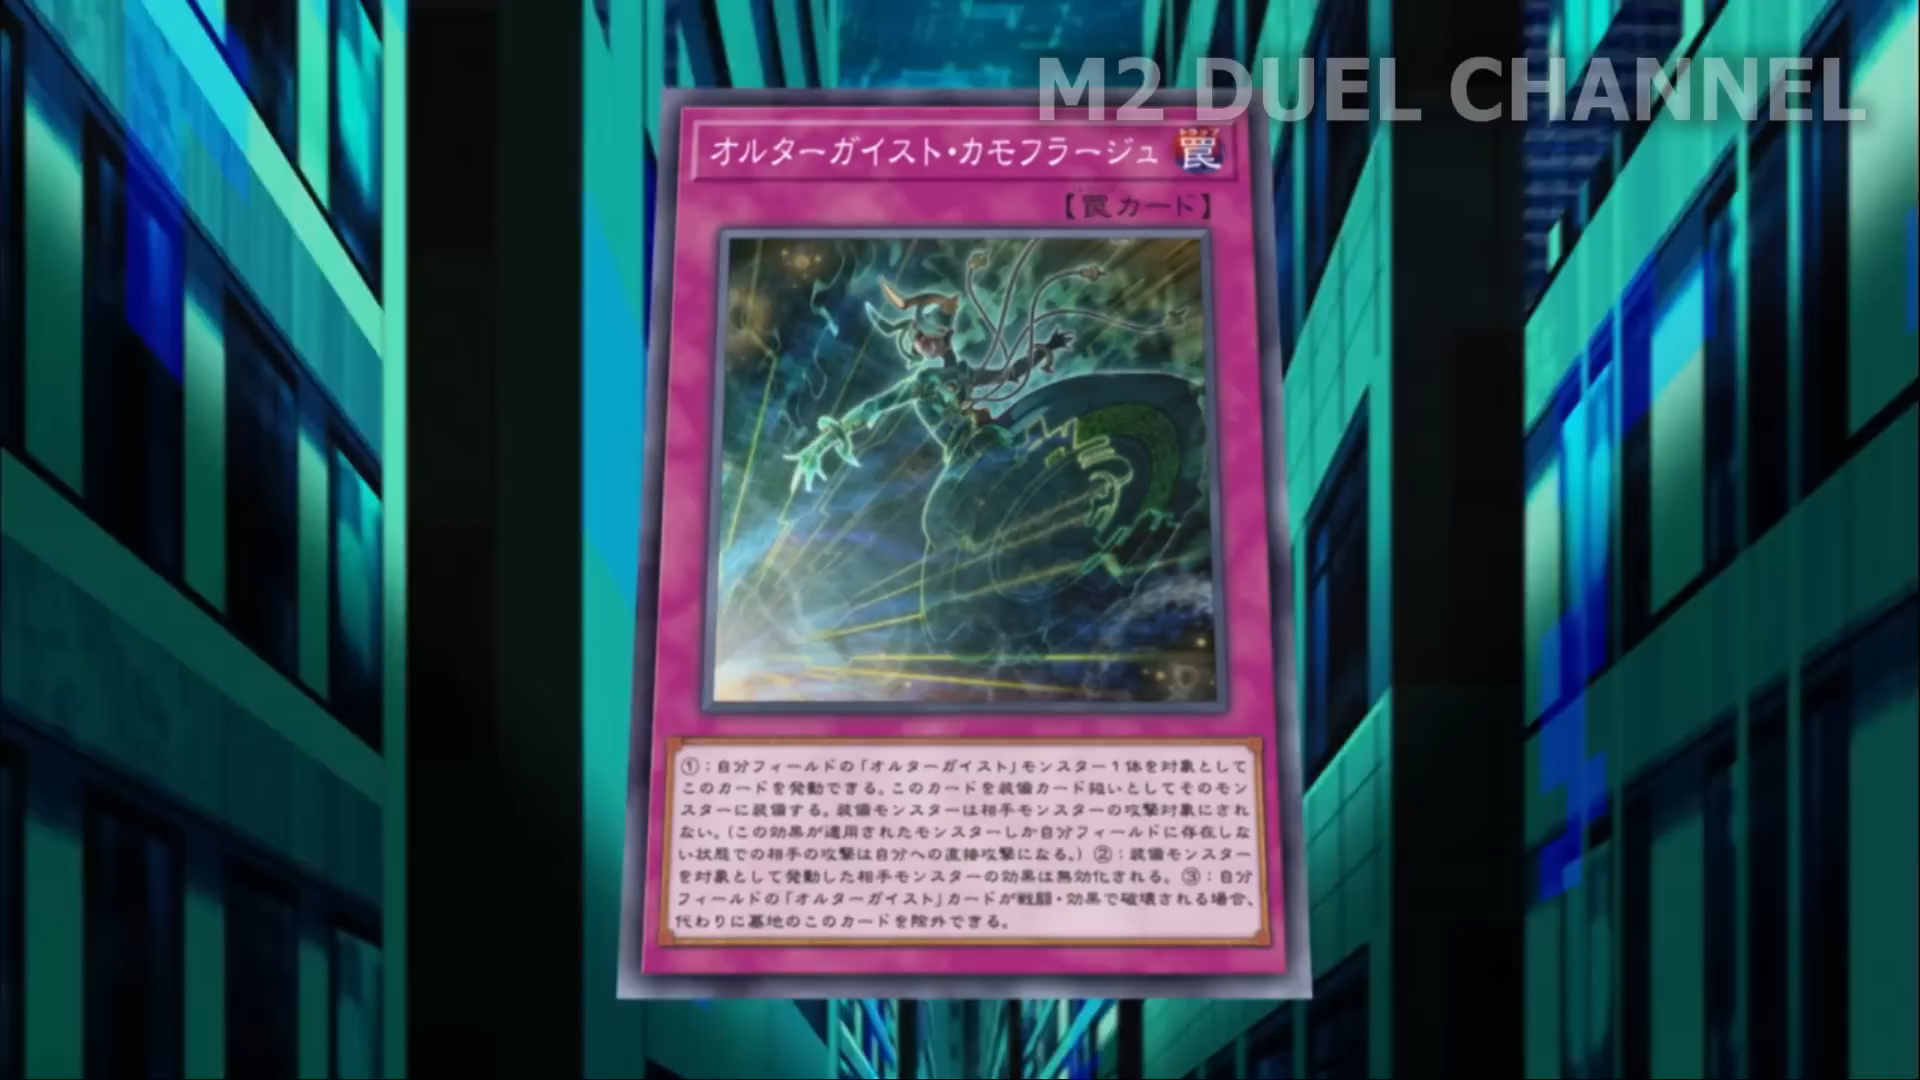 M2 DUEL CHANNEL
オルターガイスト・カモフラージュ
トラップ
罠
【罠カード】
①：自分フィールドの「オルターガイスト」モンスター１体を対象として
このカードを発動できる。このカードを装備カード扱いとしてそのモン
スターに装備する。装備モンスターは相手モンスターの攻撃対象にされ
ない。（この効果が適用されたモンスターしか自分フィールドに存在しな
い状態での相手の攻撃は自分への直接攻撃になる。）②：装備モンスター
を対象として発動した相手モンスターの効果は無効化される。③：自分
フィールドの「オルターガイスト」カードが戦闘・効果で破壊される場合、
代わりに墓地のこのカードを除外できる。